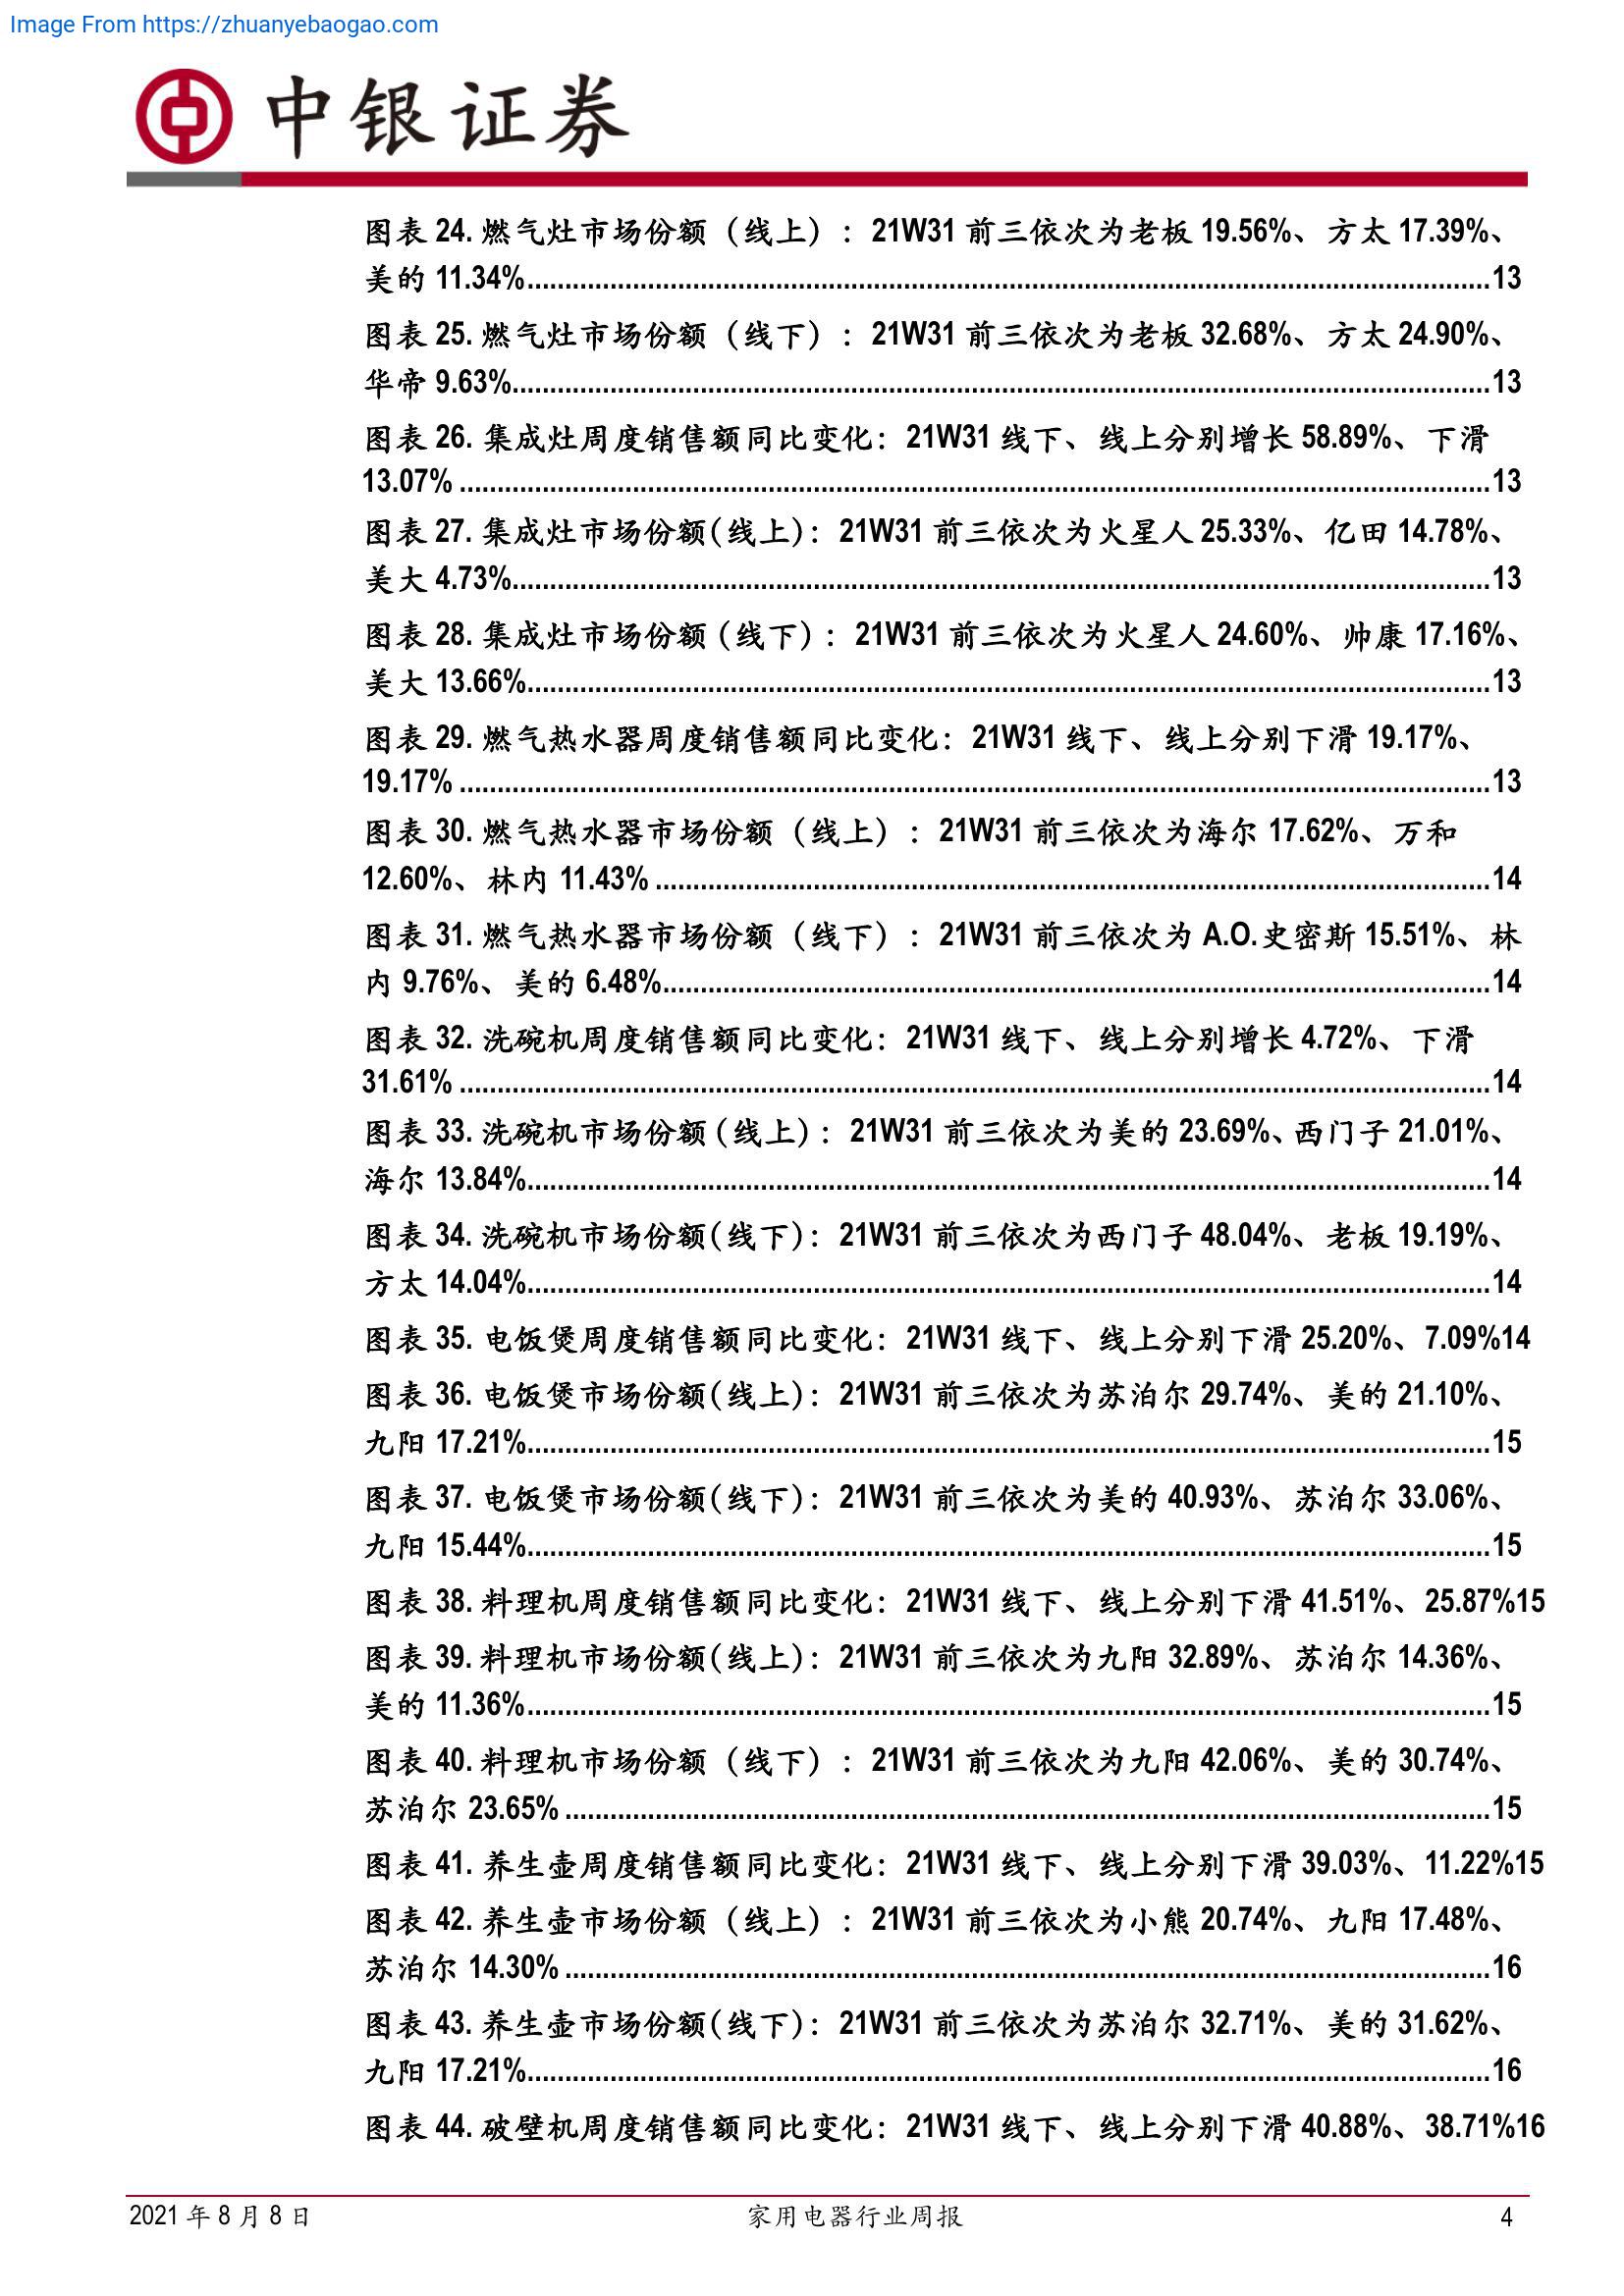 Image From https://zhuanyebaogao.com
中银证券
图表 24. 燃气灶市场份额（线上）：21W31 前三依次为老板 19.56%、方太 17.39%、
美的 11.34%........................................13
图表 25. 燃气灶市场份额（线下）：21W31 前三依次为老板 32.68%、方太 24.90%、
华帝 9.63%........................................13
图表 26. 集成灶周度销售额同比变化：21W31 线下、线上分别增长 58.89%、下滑
13.07% ........................................13
图表 27. 集成灶市场份额(线上)：21W31 前三依次为火星人 25.33%、亿田 14.78%、
美大 4.73%........................................13
图表 28. 集成灶市场份额（线下）：21W31 前三依次为火星人 24.60%、帅康 17.16%、
美大 13.66%........................................13
图表 29. 燃气热水器周度销售额同比变化：21W31 线下、线上分别下滑 19.17%、
19.17% ........................................13
图表 30. 燃气热水器市场份额（线上）：21W31 前三依次为海尔 17.62%、万和
12.60%、林内 11.43% ........................................14
图表 31. 燃气热水器市场份额（线下）：21W31 前三依次为 A.O.史密斯 15.51%、林
内 9.76%、美的 6.48%........................................14
图表 32. 洗碗机周度销售额同比变化：21W31 线下、线上分别增长 4.72%、下滑
31.61% ........................................14
图表 33. 洗碗机市场份额（线上）：21W31 前三依次为美的 23.69%、西门子 21.01%、
海尔 13.84%........................................14
图表 34. 洗碗机市场份额(线下)：21W31 前三依次为西门子 48.04%、老板 19.19%、
方太 14.04%........................................14
图表 35. 电饭煲周度销售额同比变化：21W31 线下、线上分别下滑 25.20%、7.09%14
图表 36. 电饭煲市场份额(线上)：21W31 前三依次为苏泊尔 29.74%、美的 21.10%、
九阳 17.21%........................................15
图表 37. 电饭煲市场份额(线下)：21W31 前三依次为美的 40.93%、苏泊尔 33.06%、
九阳 15.44%........................................15
图表 38. 料理机周度销售额同比变化：21W31 线下、线上分别下滑 41.51%、25.87%15
图表 39. 料理机市场份额(线上)：21W31 前三依次为九阳 32.89%、苏泊尔 14.36%、
美的 11.36%........................................15
图表 40. 料理机市场份额（线下）：21W31 前三依次为九阳 42.06%、美的 30.74%、
苏泊尔 23.65% ........................................15
图表 41. 养生壶周度销售额同比变化：21W31 线下、线上分别下滑 39.03%、11.22%15
图表 42. 养生壶市场份额（线上）：21W31 前三依次为小熊 20.74%、九阳 17.48%、
苏泊尔 14.30% ........................................16
图表 43. 养生壶市场份额(线下)：21W31 前三依次为苏泊尔 32.71%、美的 31.62%、
九阳 17.21%........................................16
图表 44. 破壁机周度销售额同比变化：21W31 线下、线上分别下滑 40.88%、38.71%16
2021 年 8 月 8 日 家用电器行业周报 4